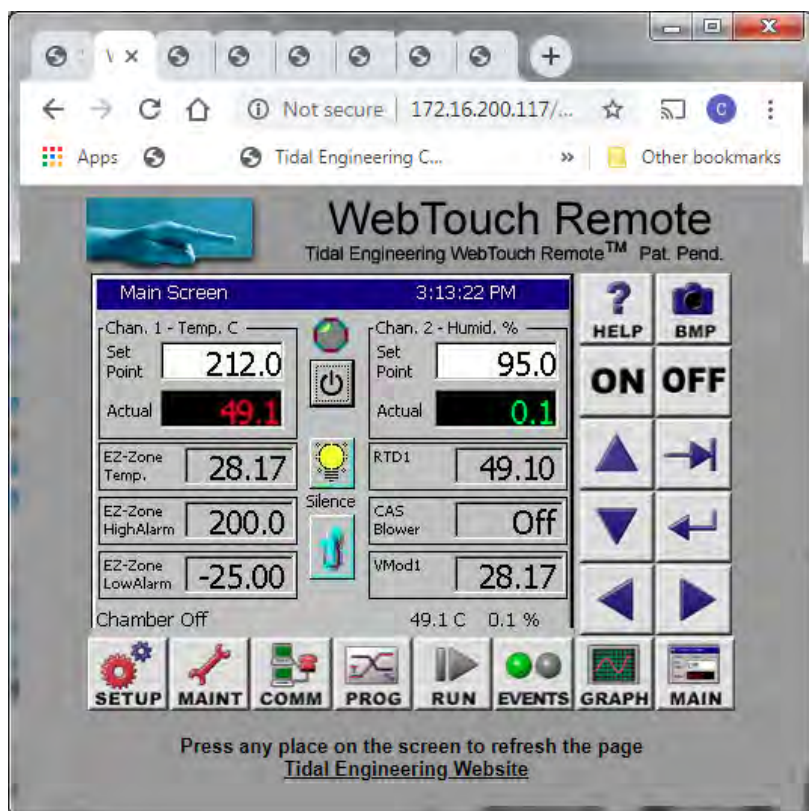 Not secure | 172.16.200.117/...
C
Apps
Tidal Engineering C...
»
Other bookmarks
WebTouch Remote
Tidal Engineering WebTouch Remote™ Pat. Pend.
Main Screen 3:13:22 PM
HELP
BMP
Chan. 1 - Temp, C
Set Point 212.0
Actual 49.1
Chan. 2 - Humid, %
Set Point 95.0
Actual 0.1
ON
OFF
EZ-Zone Temp. 28.17
RTD1 49.10
EZ-Zone HighAlarm 200.0
Silence
CAS Blower Off
EZ-Zone LowAlarm -25.00
VMod1 28.17
Chamber Off 49.1 C 0.1 %
SETUP
MAINT
COMM
PROG
RUN
EVENTS
GRAPH
MAIN
Press any place on the screen to refresh the page
Tidal Engineering Website